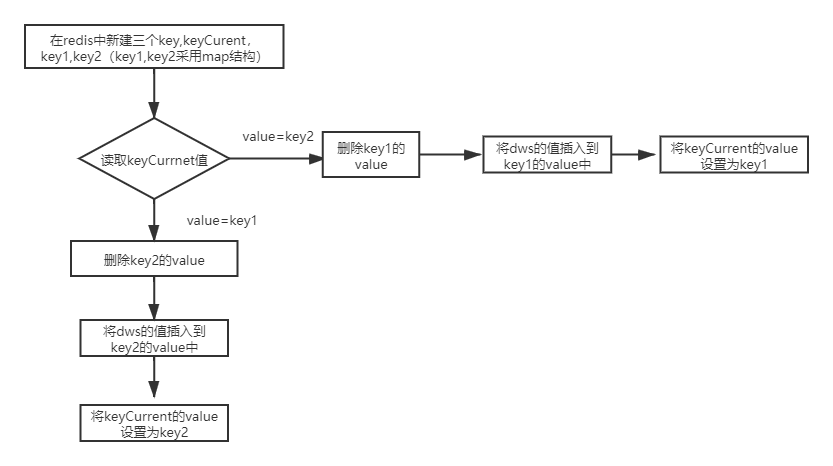 在redis中新建三个key,keyCurent，
key1,key2（key1,key2采用map结构）
读取keyCurrnet值
value=key2
删除key1的
value
将dws的值插入到
key1的value中
将keyCurrent的value
设置为key1
value=key1
删除key2的value
将dws的值插入到
key2的value中
将keyCurrent的value
设置为key2